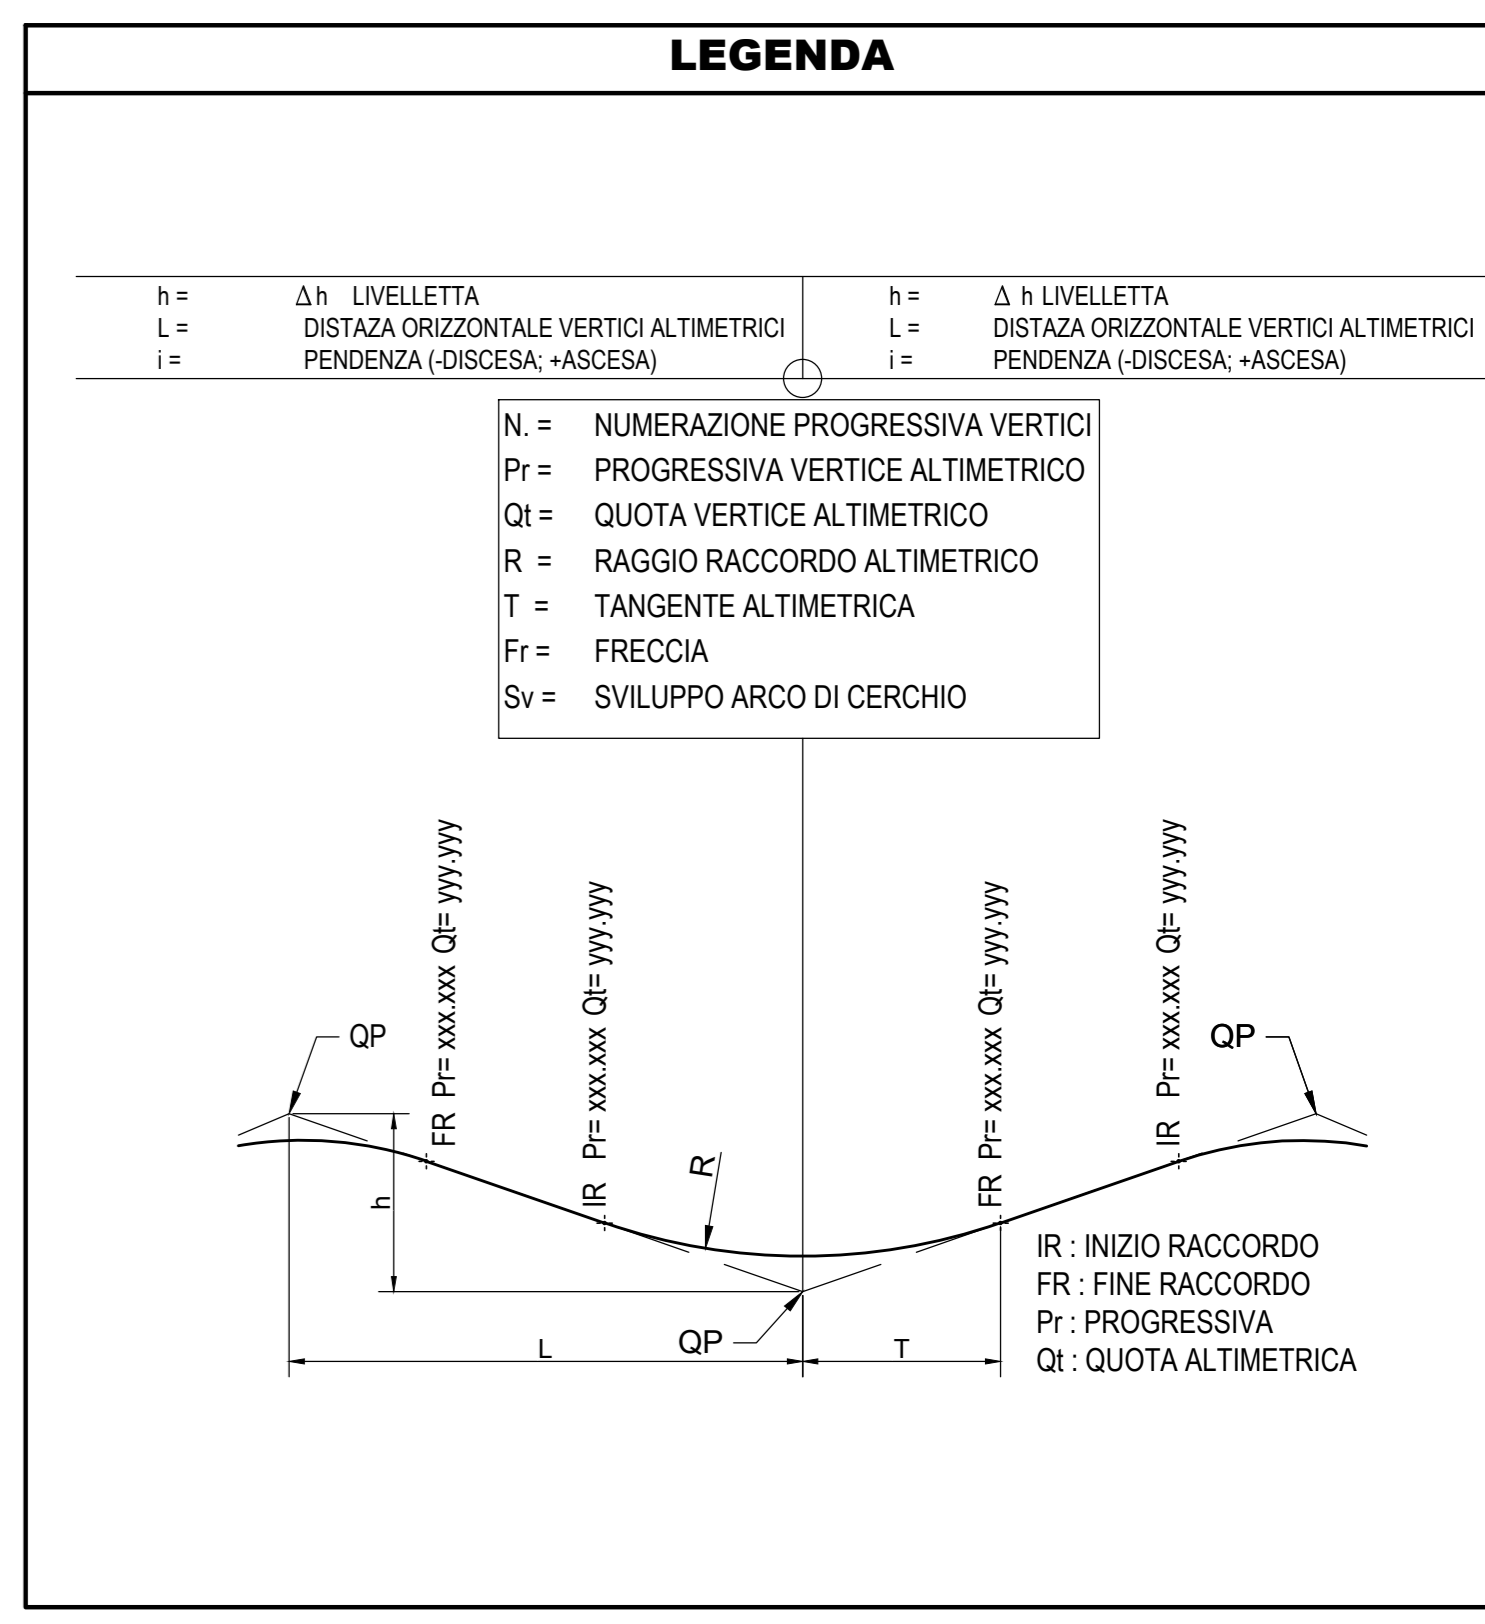 LEGENDA
h = Δ h LIVELLETTA
L = DISTAZA ORIZZONTALE VERTICI ALTIMETRICI
i = PENDENZA (-DISCESA; +ASCESA)
h = Δ h LIVELLETTA
L = DISTAZA ORIZZONTALE VERTICI ALTIMETRICI
i = PENDENZA (-DISCESA; +ASCESA)
N. = NUMERAZIONE PROGRESSIVA VERTICI
Pr = PROGRESSIVA VERTICE ALTIMETRICO
Qt = QUOTA VERTICE ALTIMETRICO
R = RAGGIO RACCORDO ALTIMETRICO
T = TANGENTE ALTIMETRICA
Fr = FRECCIA
Sv = SVILUPPO ARCO DI CERCHIO
QP
FR Pr= xxx.xxx Qt= yyy.yyy
IR Pr= xxx.xxx Qt= yyy.yyy
FR Pr= xxx.xxx Qt= yyy.yyy
IR Pr= xxx.xxx Qt= yyy.yyy
QP
h
R
QP
L
T
IR : INIZIO RACCORDO
FR : FINE RACCORDO
Pr : PROGRESSIVA
Qt : QUOTA ALTIMETRICA